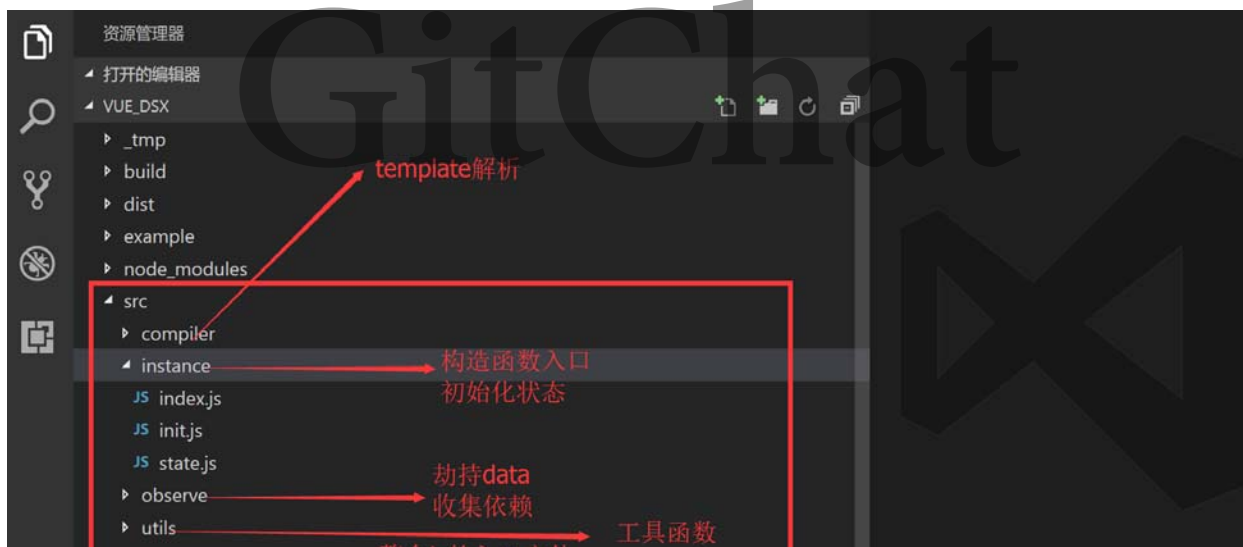 GitChat
资源管理器
打开的编辑器
VUE_DSX
_tmp
build
template解析
dist
example
node_modules
src
compiler
instance
构造函数入口
初始化状态
JS index.js
JS init.js
JS state.js
劫持data
observe
收集依赖
utils
工具函数